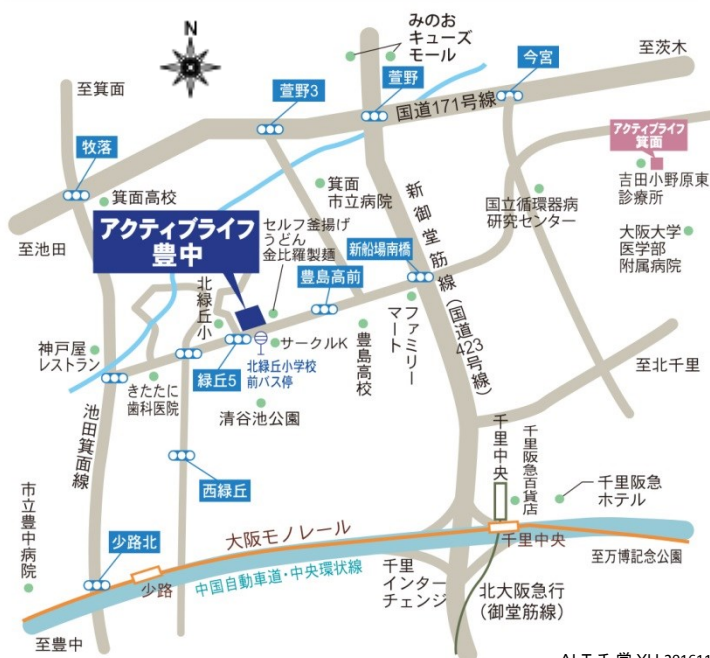 N
みのお
キューズ
モール
今宮
至茨木
至箕面
萱野3
萱野
国道171号線
アクティブライフ
箕面
牧落
箕面高校
箕面
市立病院
新御堂筋線(国道423号線)
国立循環器病
研究センター
吉田小野原東
診療所
至池田
アクティブライフ
豊中
セルフ釜揚げ
うどん
金比羅製麺
新船場南橋
大阪大学
医学部
附属病院
北緑丘小
豊島高前
神戸屋
レストラン
緑丘5
サークルK
北緑丘小学校
前バス停
豊島高校
ファミリー
マート
至北千里
きたたに
歯科医院
清谷池公園
池田箕面線
西緑丘
千里中央
千里阪急百貨店
千里阪急
ホテル
市立豊中病院
少路北
大阪モノレール
千里中央
至万博記念公園
少路
中国自動車道・中央環状線
千里
インター
チェンジ
北大阪急行
(御堂筋線)
至豊中